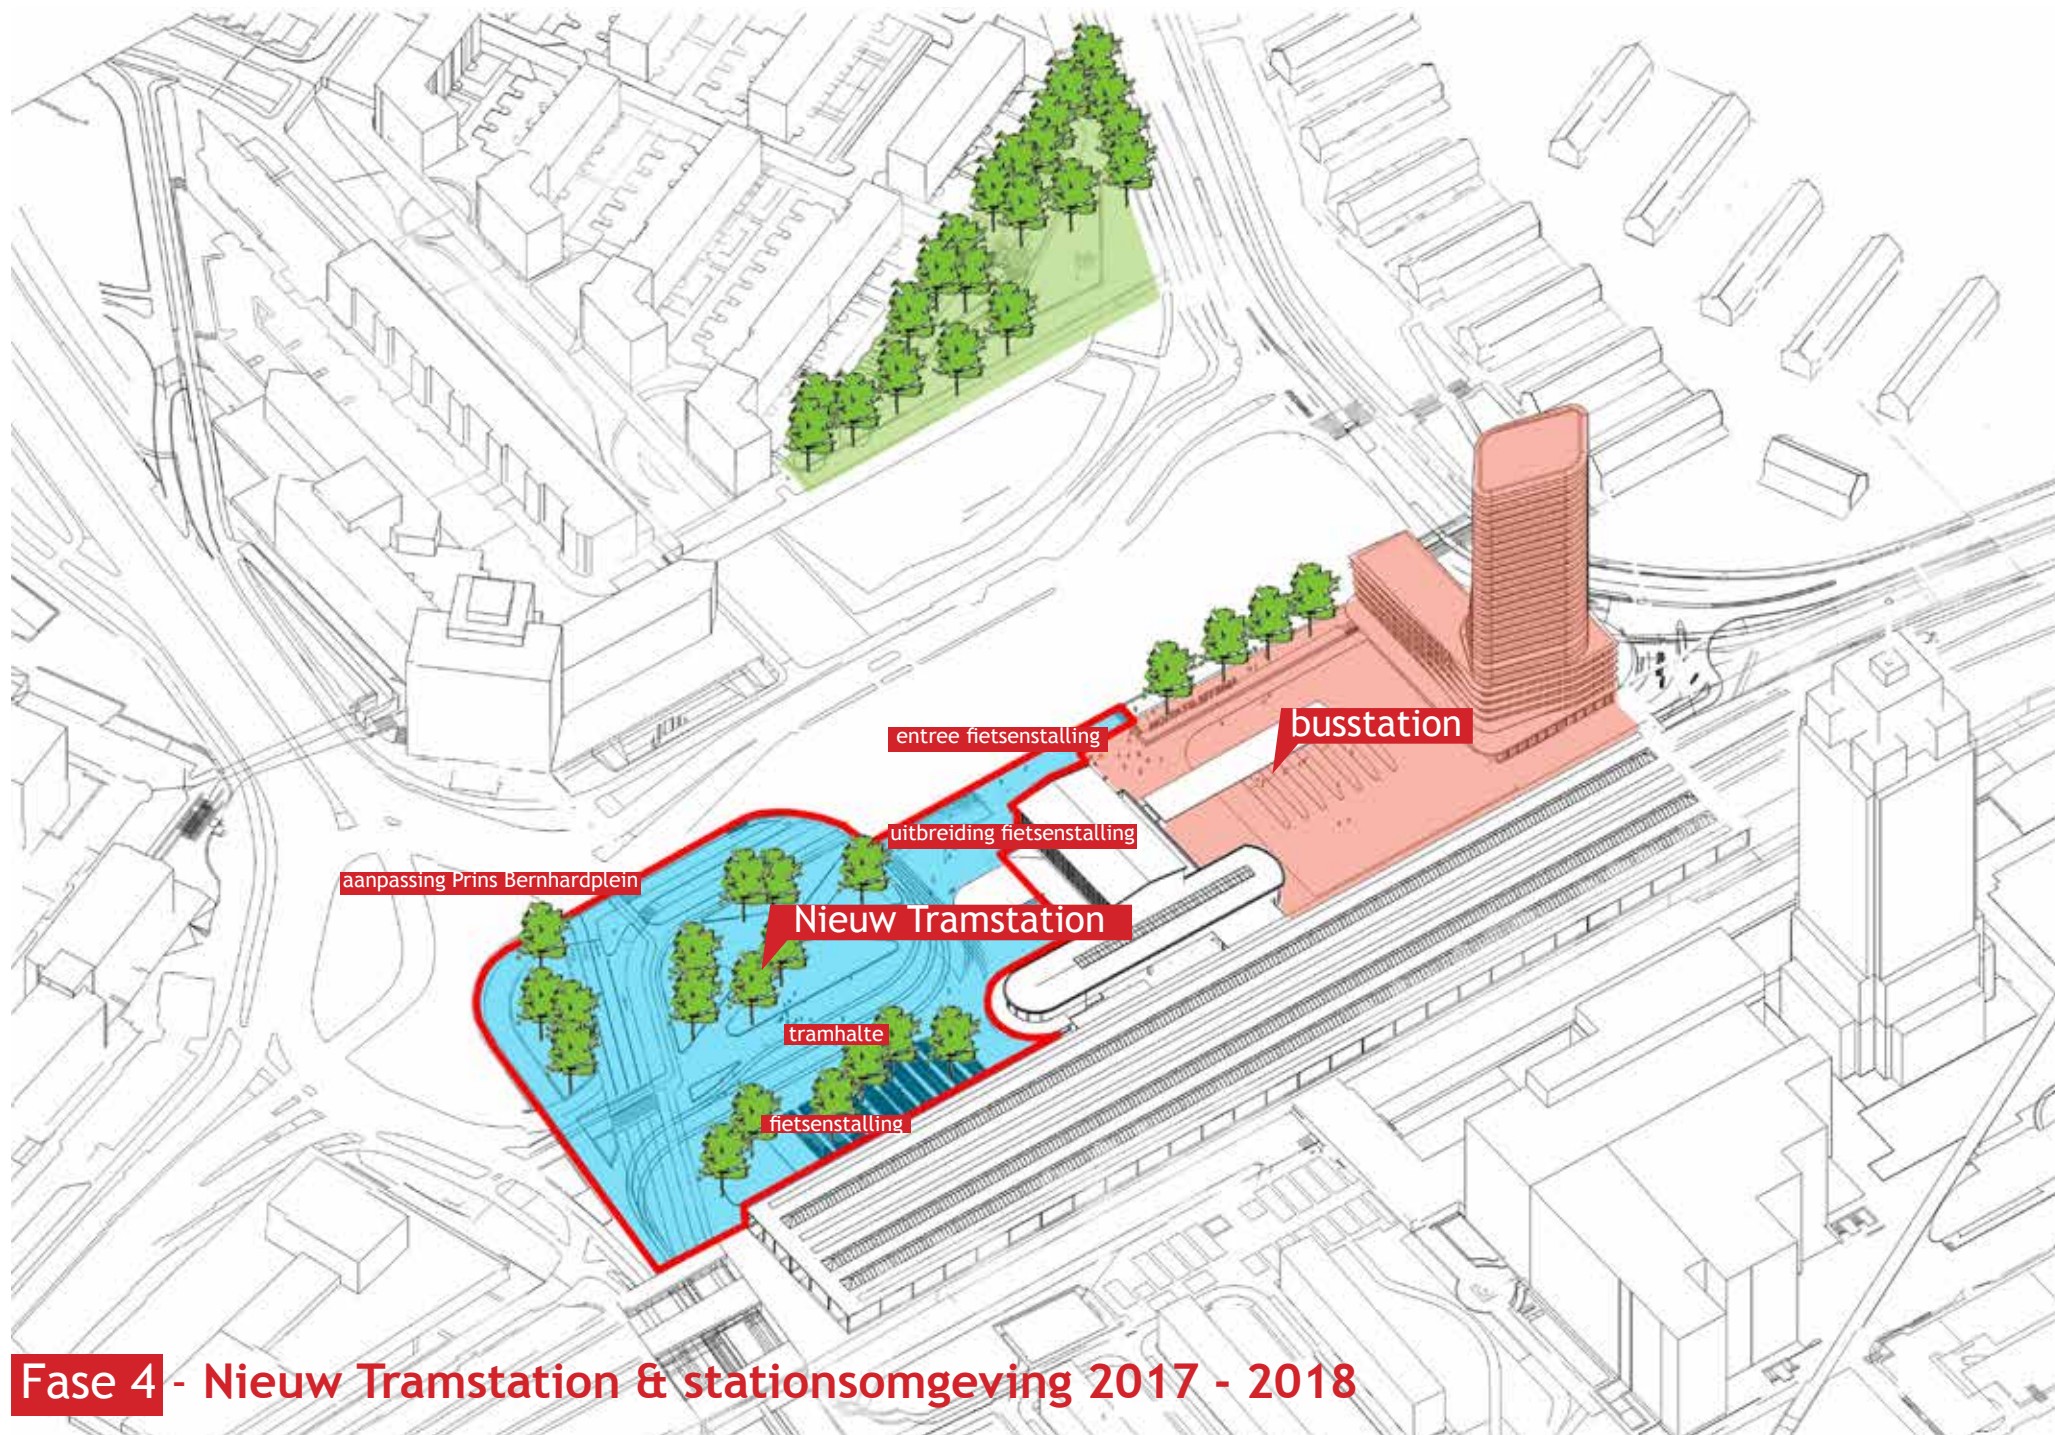 busstation
entree fietsenstalling
uitbreiding fietsenstalling
aanpassing Prins Bernhardplein
Nieuw Tramstation
tramhalte
fietsenstalling
Fase 4 - Nieuw Tramstation & stationsomgeving 2017 - 2018